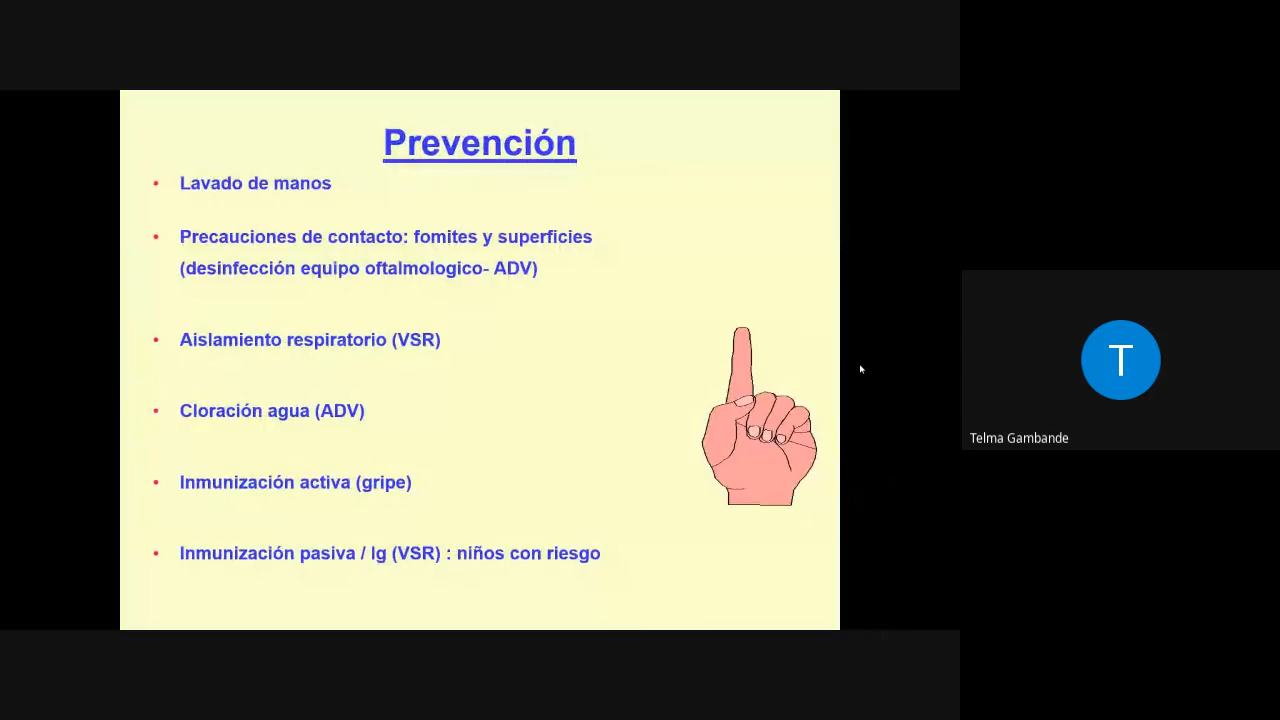 Prevención
• Lavado de manos
• Precauciones de contacto: fomites y superficies
(desinfección equipo oftalmologico- ADV)
• Aislamiento respiratorio (VSR)
• Cloración agua (ADV)
• Inmunización activa (gripe)
• Inmunización pasiva / Ig (VSR) : niños con riesgo
T
Telma Gambande